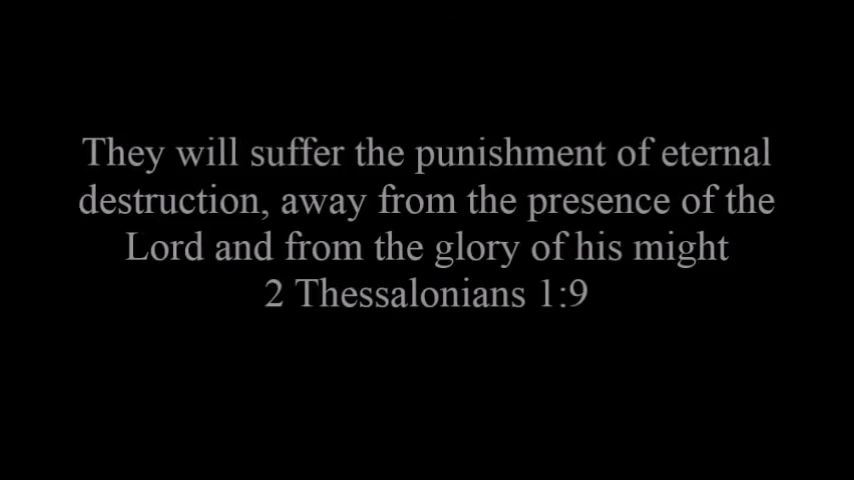 They will suffer the punishment of eternal
destruction, away from the presence of the
Lord and from the glory of his might
2 Thessalonians 1:9